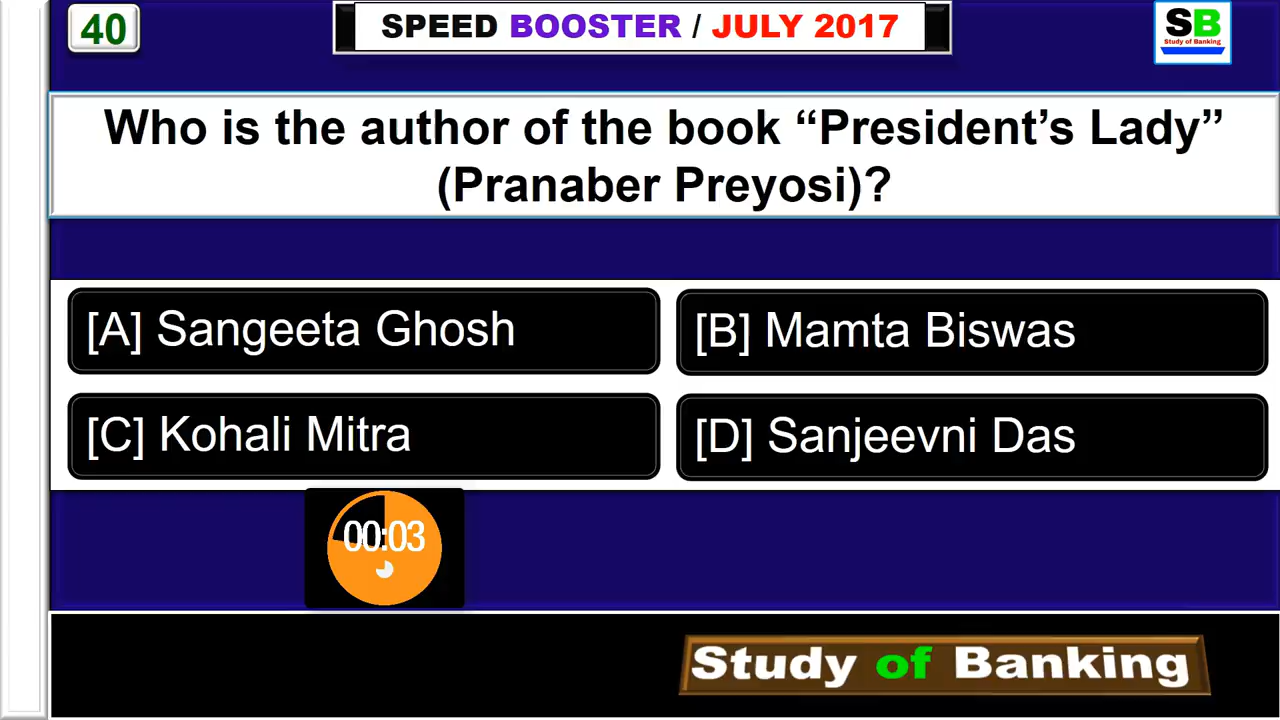 40
SPEED BOOSTER / JULY 2017
SB
Study of Banking
Who is the author of the book “President’s Lady”
(Pranaber Preyosi)?
[A] Sangeeta Ghosh
[B] Mamta Biswas
[C] Kohali Mitra
[D] Sanjeevni Das
00:03
Study of Banking